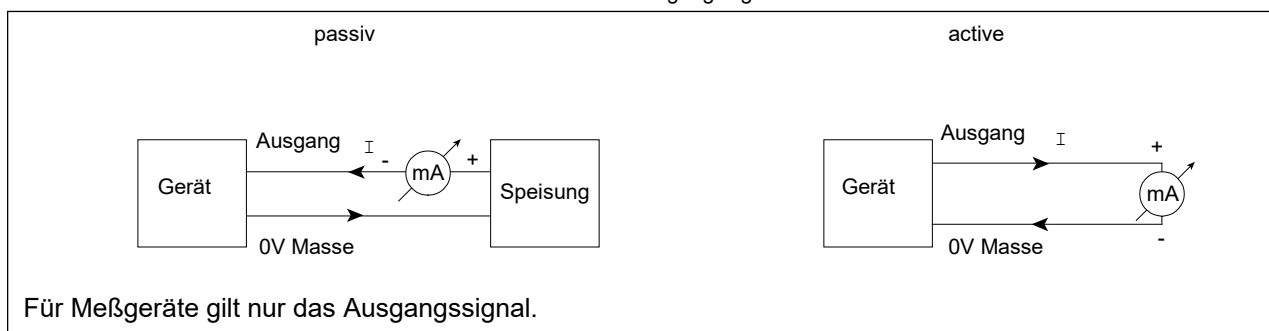 passiv
active
Ausgang I - + 
mA
Gerät
Speisung
0V Masse
Ausgang I +
Gerät
mA
0V Masse -
Für Meßgeräte gilt nur das Ausgangssignal.